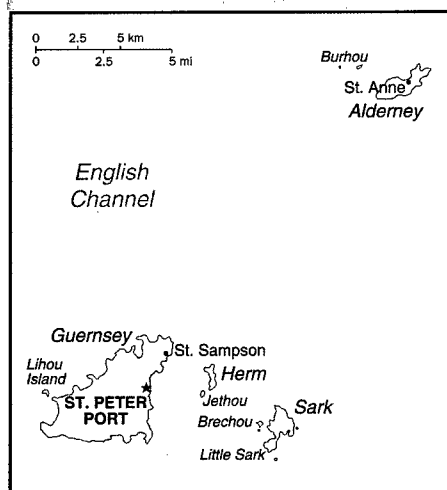 0 2.5 5 km
0 2.5 5 mi
Burhou
St. Anne
Alderney
English
Channel
Guernsey
St. Sampson
Lihou
Island
Herm
ST. PETER
PORT
Jethou
Sark
Brechou
Little Sark